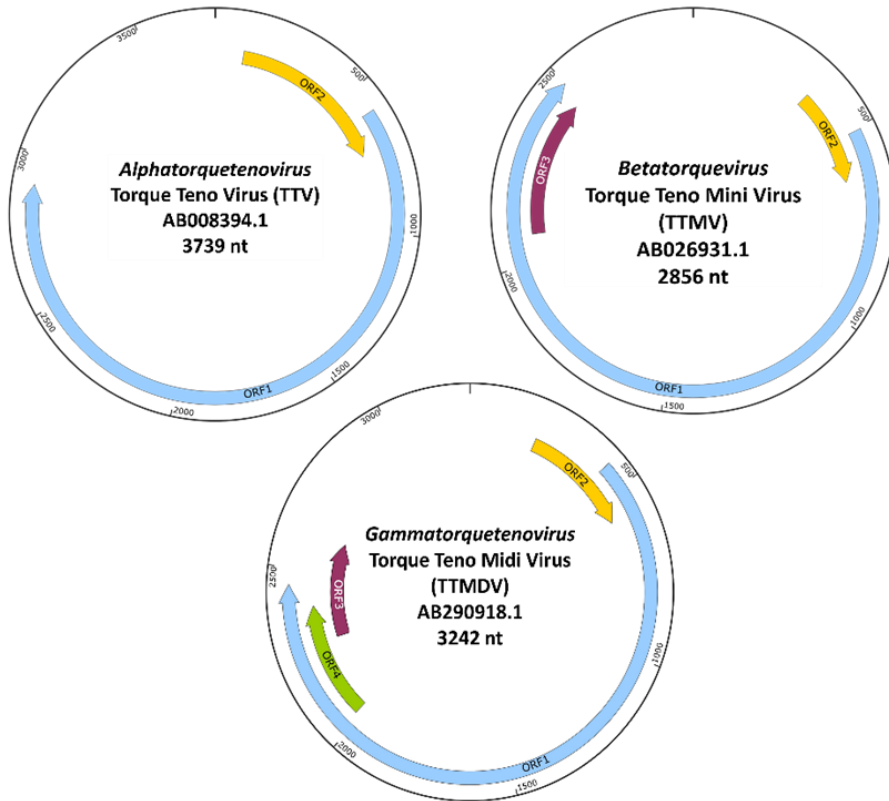 3500
500
ORF2
3000
Alphatorquetenovirus
Torque Teno Virus (TTV)
AB008394.1
3739 nt
1000
2500
1500
ORF1
2000
2500
500
ORF2
ORF3
Betatorquevirus
Torque Teno Mini Virus
(TTMV)
AB026931.1
2856 nt
2000
1000
ORF1
1500
3000
500
ORF2
2500
Gammatorquetenovirus
Torque Teno Midi Virus
(TTMDV)
AB290918.1
3242 nt
ORF3
ORF4
1000
2000
ORF1
1500